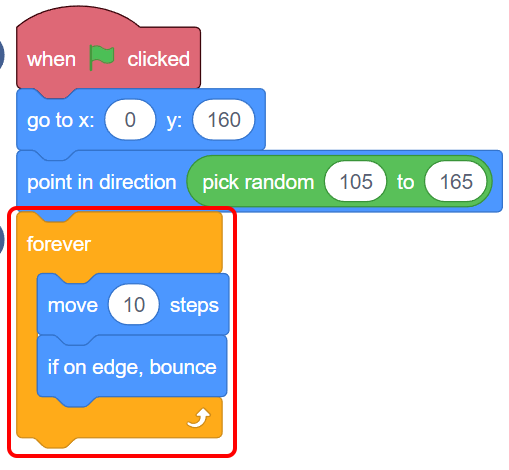 when clicked
go to x: 0 y: 160
point in direction pick random 105 to 165
forever
move 10 steps
if on edge, bounce